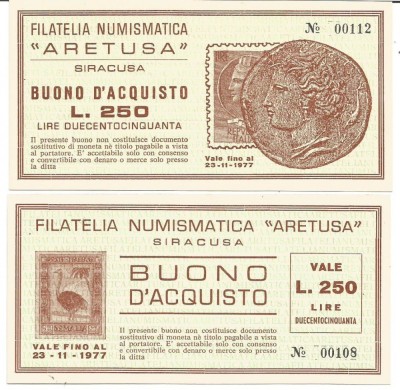 FILATELIA NUMISMATICA
"ARETUSA"
SIRACUSA
BUONO D'ACQUISTO
L. 250
LIRE DUECENTOCINQUANTA
Il presente buono non costituisce documento
sostitutivo di moneta nè titolo pagabile a vista
al portatore. E' accettabile solo con consenso
e convertibile con denaro o merce solo presso
la ditta
Nº 00112
Vale fino al
23-11-1977
FILATELIA NUMISMATICA "ARETUSA"
SIRACUSA
BUONO
D'ACQUISTO
VALE
L. 250
LIRE
DUECENTOCINQUANTA
VALE FINO AL
23-11-1977
Il presente buono non costituisce documento
sostitutivo di moneta nè titolo pagabile a vista
al portatore. E' accettabile solo con consenso
e convertibile con denaro o merce solo presso
la ditta
Nº 00108